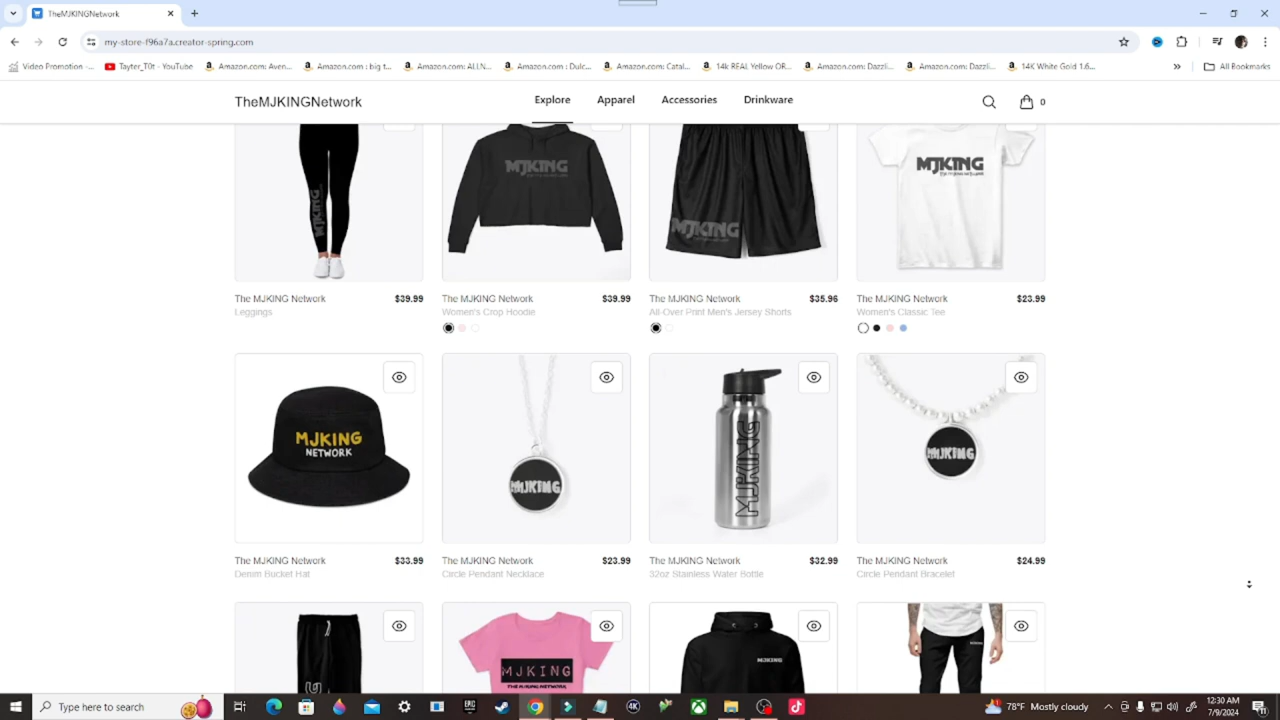 TheMJKINGNetwork
my-store-f96a7a.creator-spring.com
Video Promotion -...
Tayter_T0t - YouTube
Amazon.com: Aven...
Amazon.com : big t...
Amazon.com: ALLN...
Amazon.com : Dulc...
Amazon.com: Catal...
14k REAL Yellow OR...
Amazon.com: Dazzli...
Amazon.com: Dazzli...
14K White Gold 1.6...
All Bookmarks
TheMJKINGNetwork
Explore
Apparel
Accessories
Drinkware
0
MJKING
MJKING
MJKING
MJKING
The MJKING Network $39.99
Leggings
The MJKING Network $39.99
Women's Crop Hoodie
The MJKING Network $35.96
All-Over Print Men's Jersey Shorts
The MJKING Network $23.99
Women's Classic Tee
MJKING
NETWORK
MJKING
MJKING
MJKING
The MJKING Network $33.99
Denim Bucket Hat
The MJKING Network $23.99
Circle Pendant Necklace
The MJKING Network $32.99
32oz Stainless Water Bottle
The MJKING Network $24.99
Circle Pendant Bracelet
MJKING
THE MJKING NETWORK
MJKING
Type here to search
EPIC
4K
78°F Mostly cloudy
12:30 AM
7/9/2024